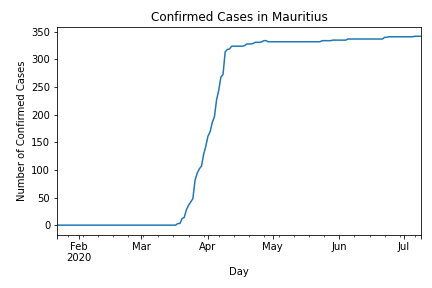 Confirmed Cases in Mauritius
350
300
250
200
150
100
50
0
Number of Confirmed Cases
Feb Mar Apr May Jun Jul
2020
Day